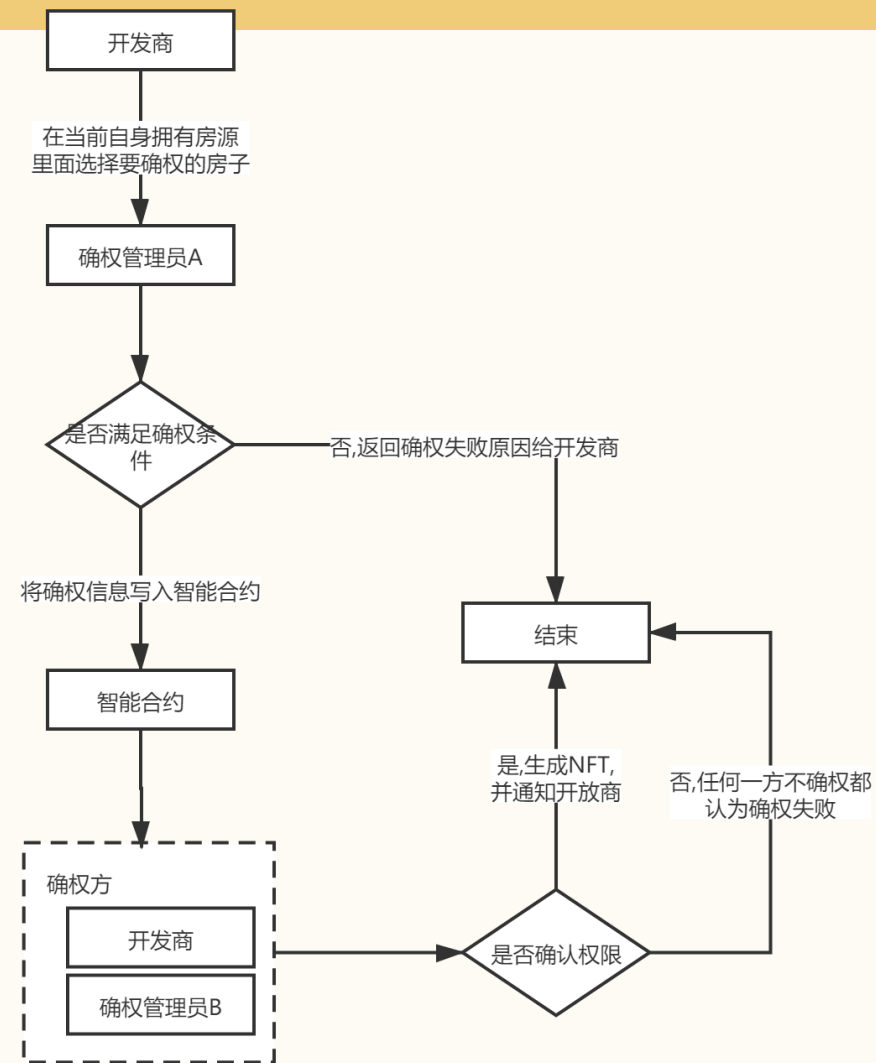 开发商
在当前自身拥有房源
里面选择要确权的房子
确权管理员A
是否满足确权条
件
否,返回确权失败原因给开发商
将确权信息写入智能合约
结束
智能合约
是,生成NFT,
并通知开放商
否,任何一方不确权都
认为确权失败
确权方
开发商
是否确认权限
确权管理员B